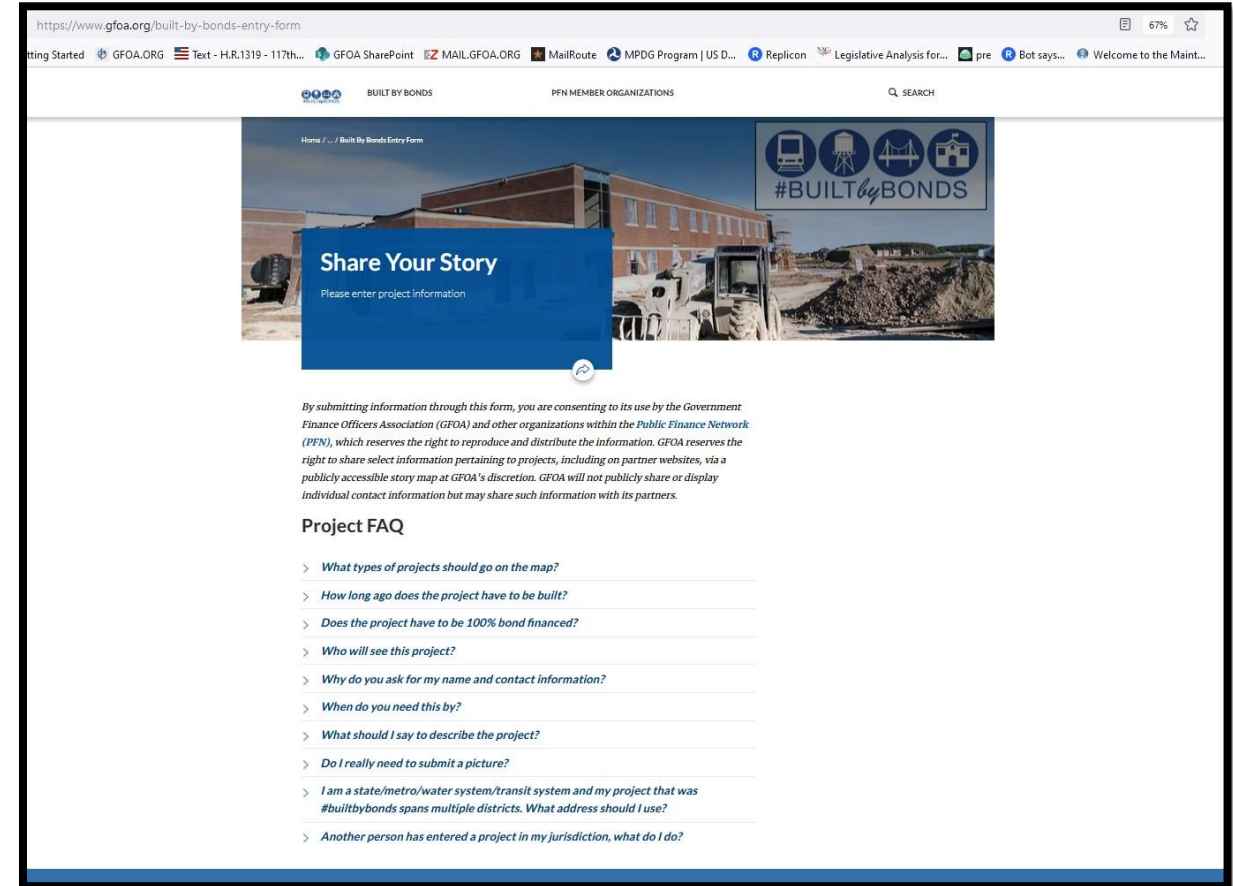 https://www.gfoa.org/built-by-bonds-entry-form
67%
tting Started GFOA.ORG Text - H.R.1319 - 117th... GFOA SharePoint MAIL.GFOA.ORG MailRoute MPDG Program | US D... Replicon Legislative Analysis for... pre Bot says... Welcome to the Maint...
BUILT BY BONDS PFN MEMBER ORGANIZATIONS SEARCH
Home / ... / Built By Bonds Entry Form
#BUILTbyBONDS
Share Your Story
Please enter project information
By submitting information through this form, you are consenting to its use by the Government
Finance Officers Association (GFOA) and other organizations within the Public Finance Network
(PFN), which reserves the right to reproduce and distribute the information. GFOA reserves the
right to share select information pertaining to projects, including on partner websites, via a
publicly accessible story map at GFOA's discretion. GFOA will not publicly share or display
individual contact information but may share such information with its partners.
Project FAQ
What types of projects should go on the map?
How long ago does the project have to be built?
Does the project have to be 100% bond financed?
Who will see this project?
Why do you ask for my name and contact information?
When do you need this by?
What should I say to describe the project?
Do I really need to submit a picture?
I am a state/metro/water system/transit system and my project that was
#builtbybonds spans multiple districts. What address should I use?
Another person has entered a project in my jurisdiction, what do I do?